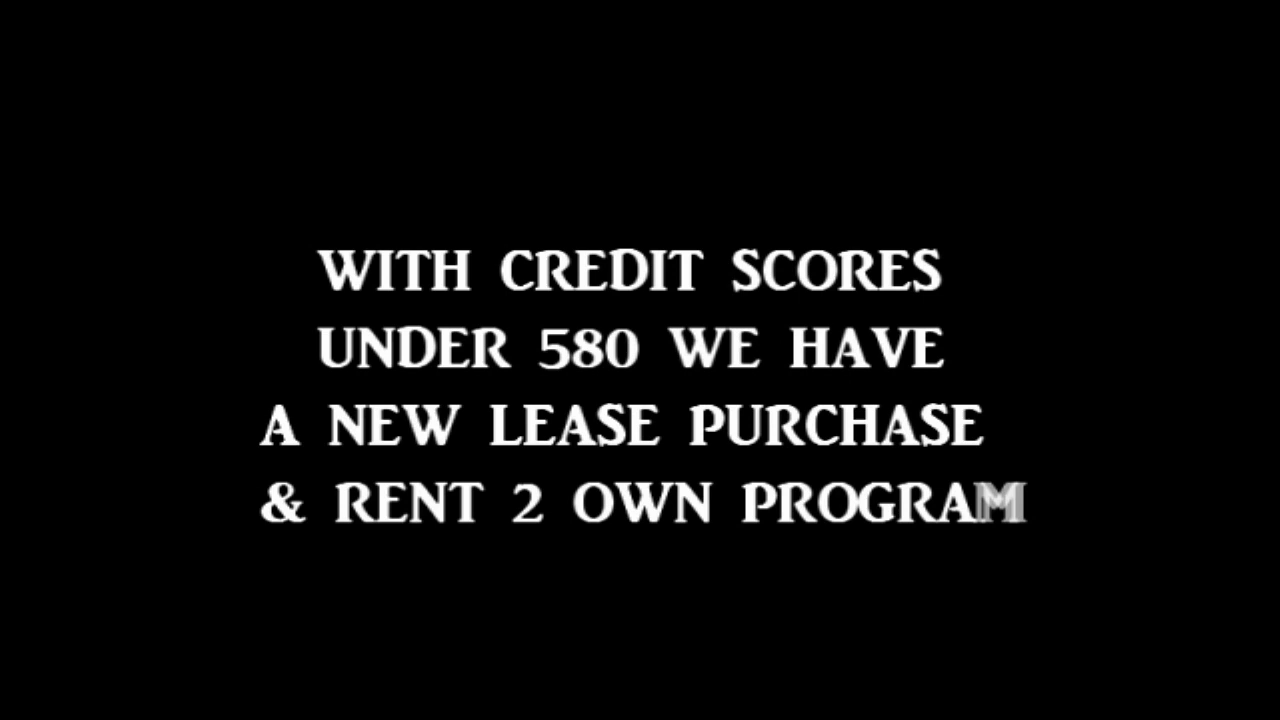 WITH CREDIT SCORES
UNDER 580 WE HAVE
A NEW LEASE PURCHASE
& RENT 2 OWN PROGRAM